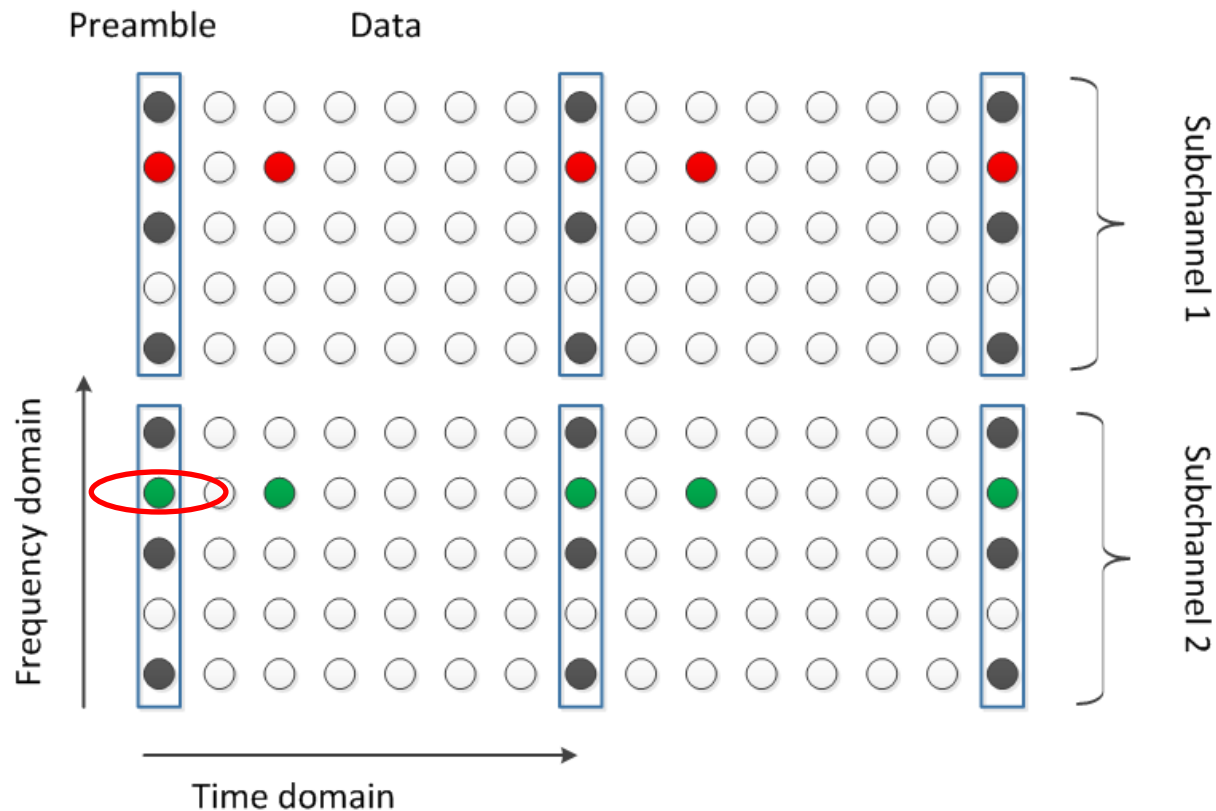 Preamble
Data
Subchannel 1
Frequency domain
Subchannel 2
Time domain